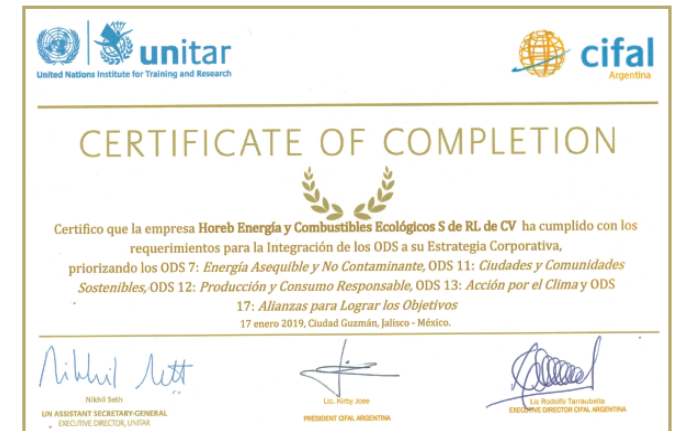 unitar
United Nations Institute for Training and Research
cifal
Argentina
CERTIFICATE OF COMPLETION
Certifico que la empresa Horeb Energía y Combustibles Ecológicos S de RL de CV ha cumplido con los
requerimientos para la Integración de los ODS a su Estrategia Corporativa,
priorizando los ODS 7: Energía Asequible y No Contaminante, ODS 11: Ciudades y Comunidades
Sostenibles, ODS 12: Producción y Consumo Responsable, ODS 13: Acción por el Clima y ODS
17: Alianzas para Lograr los Objetivos
17 enero 2019, Ciudad Guzmán, Jalisco - México.
Nikhil Seth
Nikhil Seth
UN ASSISTANT SECRETARY-GENERAL
EXECUTIVE DIRECTOR, UNITAR
Lic. Kirby Jose
PRESIDENT CIFAL ARGENTINA
Lic Rodolfo Tarraubella
EXECUTIVE DIRECTOR CIFAL ARGENTINA